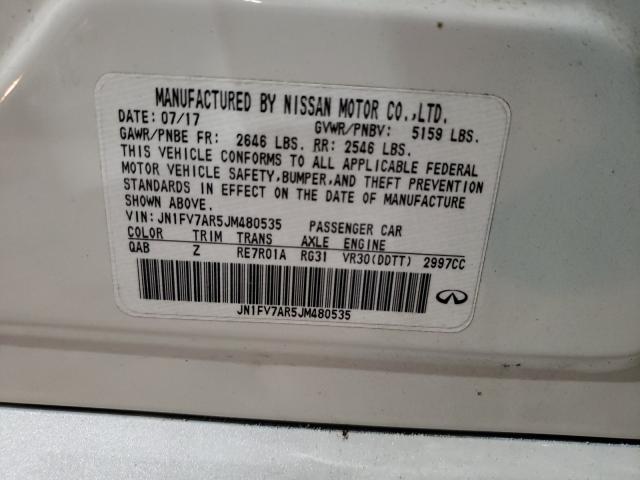 MANUFACTURED BY NISSAN MOTOR CO.,LTD.
DATE: 07/17 GVWR/PNBV: 5159 LBS.
GAWR/PNBE FR: 2646 LBS. RR: 2546 LBS.
THIS VEHICLE CONFORMS TO ALL APPLICABLE FEDERAL
MOTOR VEHICLE SAFETY,BUMPER,AND THEFT PREVENTION
STANDARDS IN EFFECT ON THE DATE OF MANUFACTURE
SHOWN ABOVE.
VIN: JN1FV7AR5JM480535 PASSENGER CAR
COLOR TRIM TRANS AXLE ENGINE
QAB Z RE7R01A RG31 VR30(DDTT) 2997CC
JN1FV7AR5JM480535